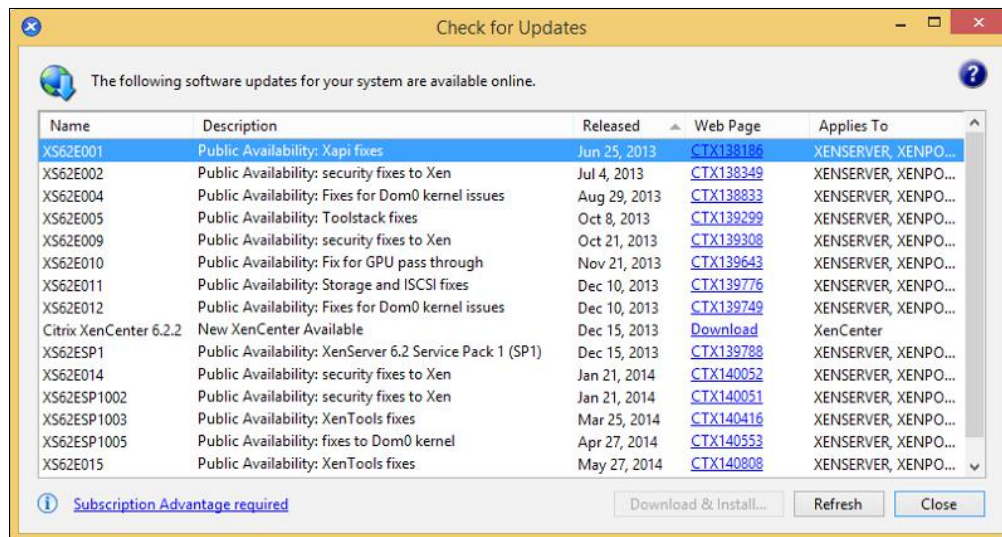 Check for Updates
The following software updates for your system are available online.
Name Description Released Web Page Applies To
XS62E001 Public Availability: Xapi fixes Jun 25, 2013 CTX138186 XENSERVER, XENPO...
XS62E002 Public Availability: security fixes to Xen Jul 4, 2013 CTX138349 XENSERVER, XENPO...
XS62E004 Public Availability: Fixes for Dom0 kernel issues Aug 29, 2013 CTX138833 XENSERVER, XENPO...
XS62E005 Public Availability: Toolstack fixes Oct 8, 2013 CTX139299 XENSERVER, XENPO...
XS62E009 Public Availability: security fixes to Xen Oct 21, 2013 CTX139308 XENSERVER, XENPO...
XS62E010 Public Availability: Fix for GPU pass through Nov 21, 2013 CTX139643 XENSERVER, XENPO...
XS62E011 Public Availability: Storage and ISCSI fixes Dec 10, 2013 CTX139776 XENSERVER, XENPO...
XS62E012 Public Availability: Fixes for Dom0 kernel issues Dec 10, 2013 CTX139749 XENSERVER, XENPO...
Citrix XenCenter 6.2.2 New XenCenter Available Dec 15, 2013 Download XenCenter
XS62ESP1 Public Availability: XenServer 6.2 Service Pack 1 (SP1) Dec 15, 2013 CTX139788 XENSERVER, XENPO...
XS62E014 Public Availability: security fixes to Xen Jan 21, 2014 CTX140052 XENSERVER, XENPO...
XS62ESP1002 Public Availability: security fixes to Xen Jan 21, 2014 CTX140051 XENSERVER, XENPO...
XS62ESP1003 Public Availability: XenTools fixes Mar 25, 2014 CTX140416 XENSERVER, XENPO...
XS62ESP1005 Public Availability: fixes to Dom0 kernel Apr 27, 2014 CTX140553 XENSERVER, XENPO...
XS62E015 Public Availability: XenTools fixes May 27, 2014 CTX140808 XENSERVER, XENPO...
Subscription Advantage required Download & Install... Refresh Close